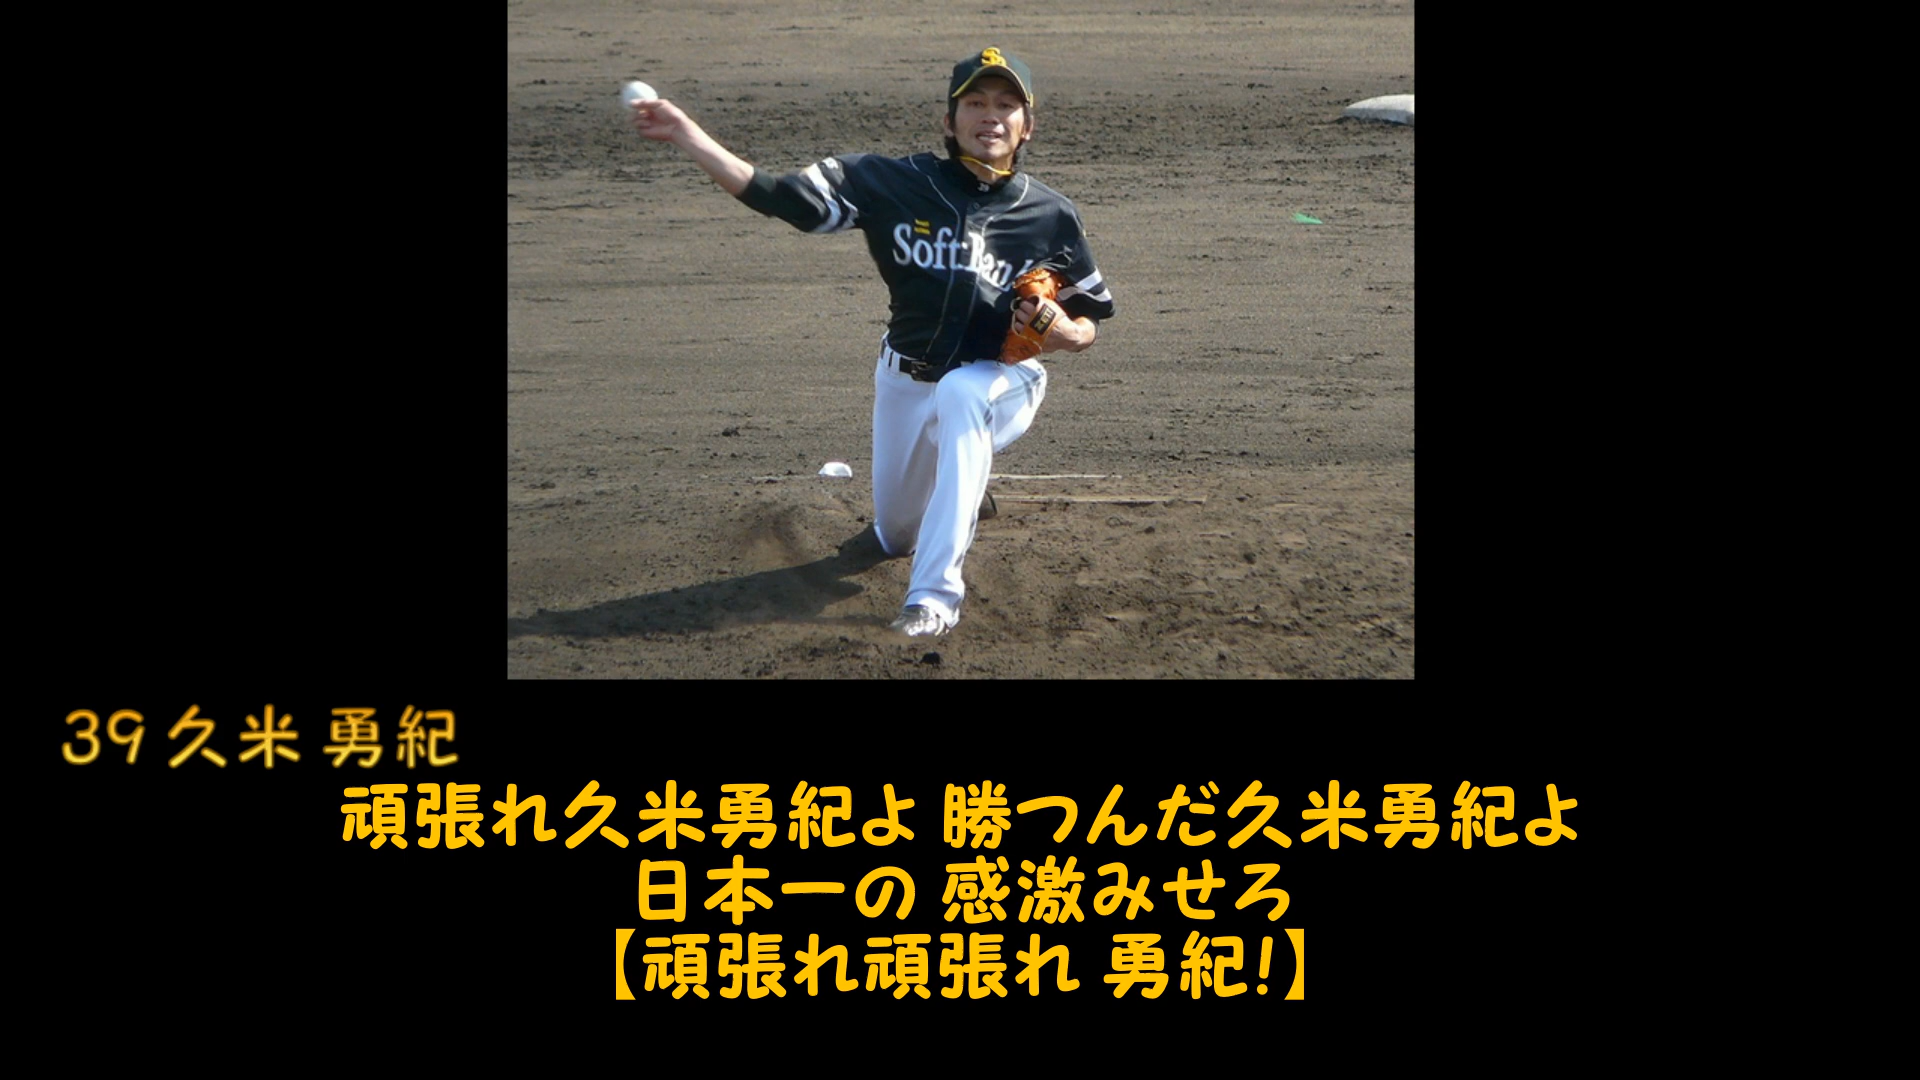 SoftBank
39 久米 勇紀
頑張れ久米勇紀よ 勝つんだ久米勇紀よ
日本一の 感激みせろ
【頑張れ頑張れ 勇紀!】